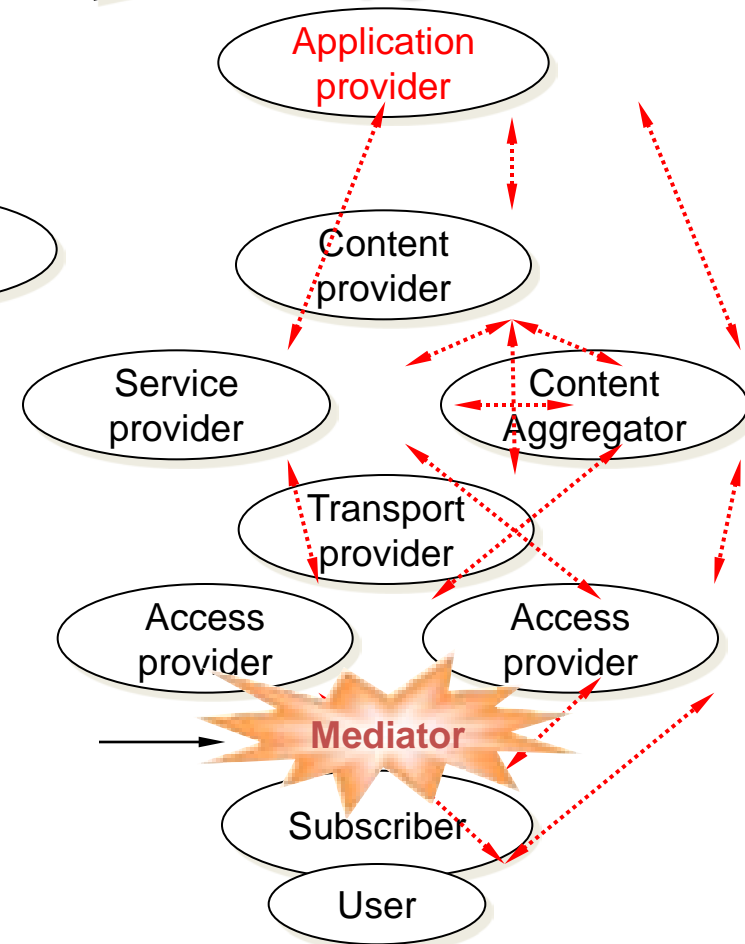 Application
provider
Content
provider
Service
provider
Content
Aggregator
Transport
provider
Access
provider
Access
provider
Mediator
Subscriber
User